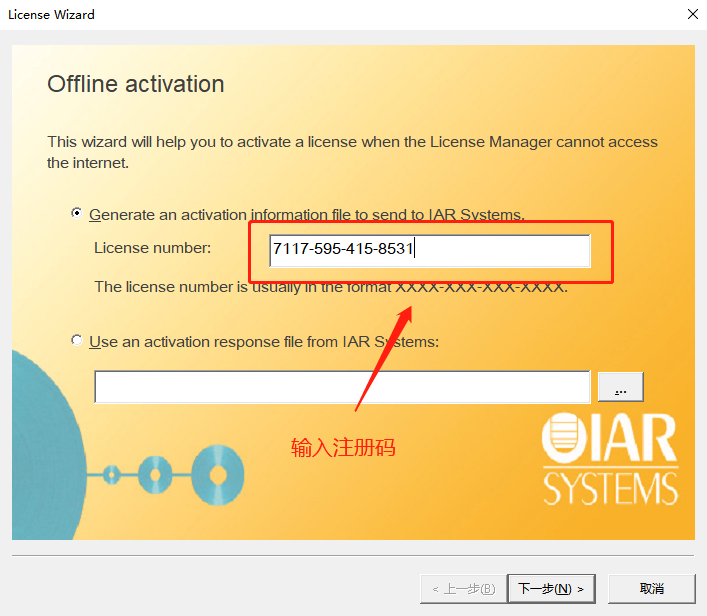 License Wizard
Offline activation
This wizard will help you to activate a license when the License Manager cannot access
the internet.
Generate an activation information file to send to IAR Systems.
License number:
7117-595-415-8531
The license number is usually in the format XXXX-XXX-XXX-XXXX.
Use an activation response file from IAR Systems:
...
输入注册码
IAR
SYSTEMS
< 上一步(B)
下一步(N) >
取消